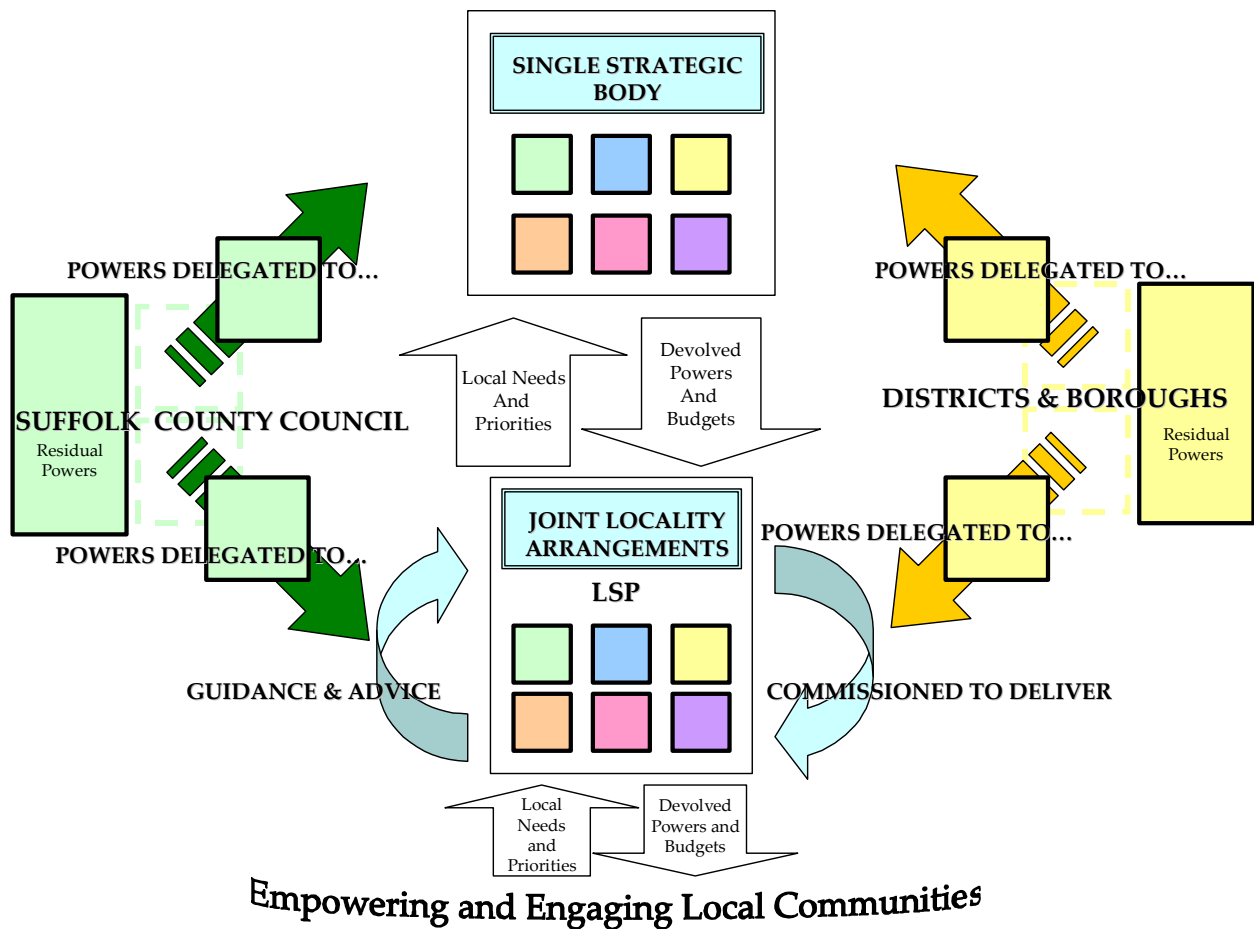 SINGLE STRATEGIC
BODY
POWERS DELEGATED TO...
POWERS DELEGATED TO...
Local Needs
And
Priorities
Devolved
Powers
And
Budgets
SUFFOLK COUNTY COUNCIL
Residual
Powers
DISTRICTS & BOROUGHS
Residual
Powers
JOINT LOCALITY
ARRANGEMENTS
LSP
POWERS DELEGATED TO...
POWERS DELEGATED TO...
GUIDANCE & ADVICE
COMMISSIONED TO DELIVER
Local
Needs
and
Priorities
Devolved
Powers and
Budgets
Empowering and Engaging Local Communities